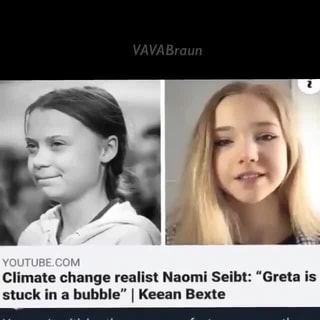 VAVABraun
YOUTUBE.COM
Climate change realist Naomi Seibt: “Greta is
stuck in a bubble” | Keean Bexte